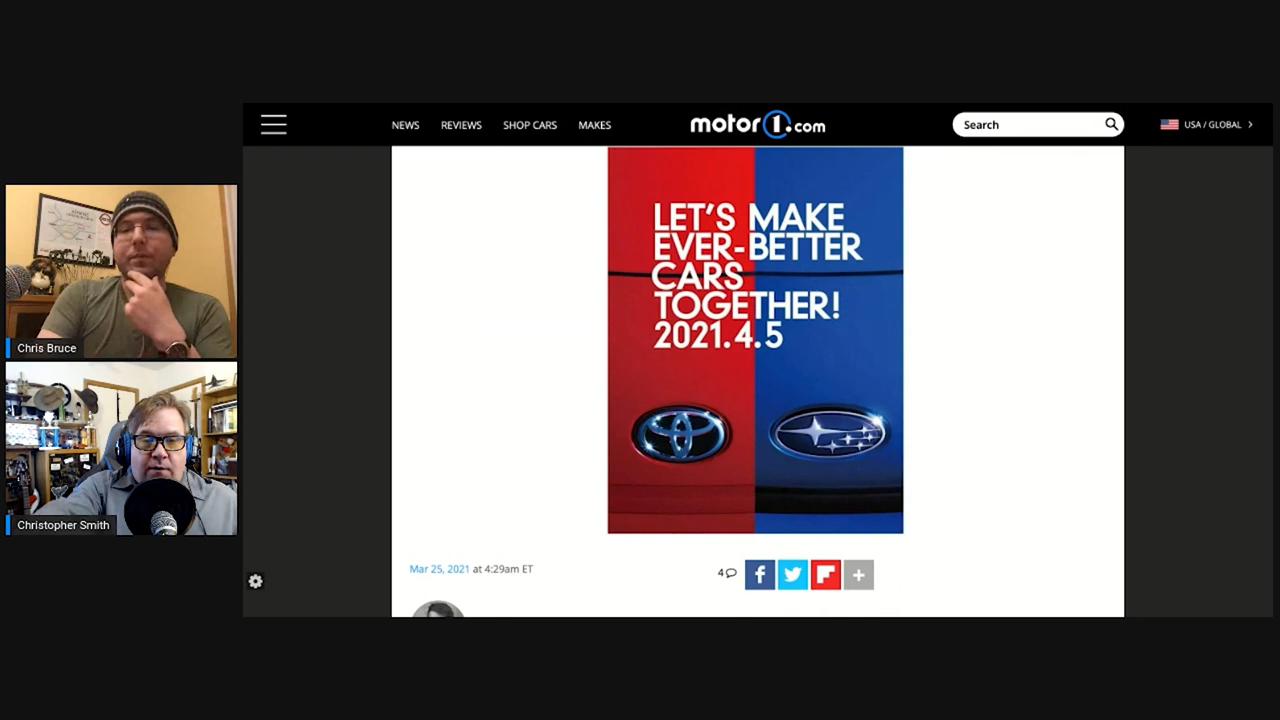 NEWS
REVIEWS
SHOP CARS
MAKES
motor1.com
Search
USA / GLOBAL
LET'S MAKE
EVER-BETTER
CARS
TOGETHER!
2021.4.5
Chris Bruce
Christopher Smith
Mar 25, 2021 at 4:29am ET
4